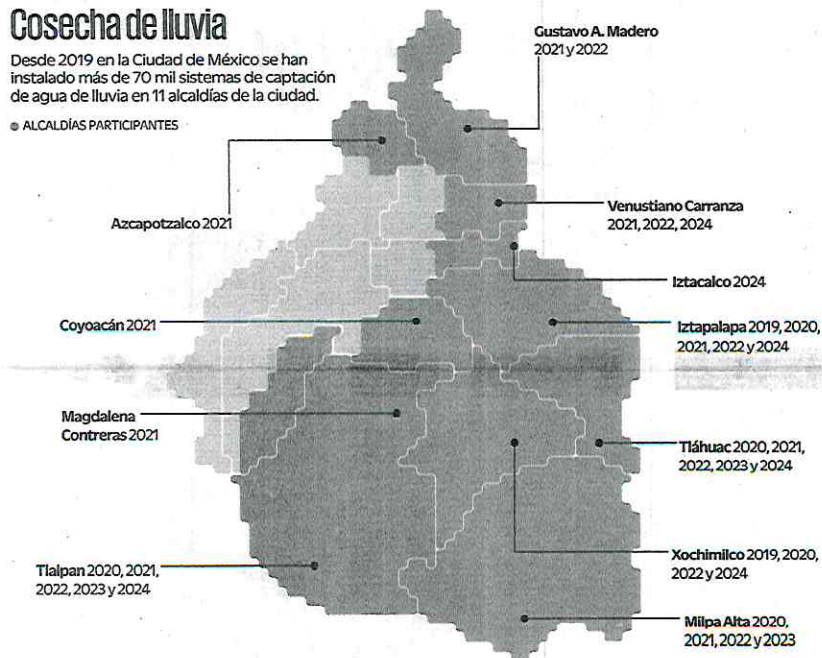 Cosecha de lluvia
Desde 2019 en la Ciudad de México se han
instalado más de 70 mil sistemas de captación
de agua de lluvia en 11 alcaldías de la ciudad.
ALCALDÍAS PARTICIPANTES
Gustavo A. Madero
2021 y 2022
Azcapotzalco 2021
Venustiano Carranza
2021, 2022, 2024
Iztacalco 2024
Coyoacán 2021
Iztapalapa 2019, 2020,
2021, 2022 y 2024
Magdalena
Contreras 2021
Tláhuac 2020, 2021,
2022, 2023 y 2024
Tlalpan 2020, 2021,
2022, 2023 y 2024
Xochimilco 2019, 2020,
2022 y 2024
Milpa Alta 2020,
2021, 2022 y 2023